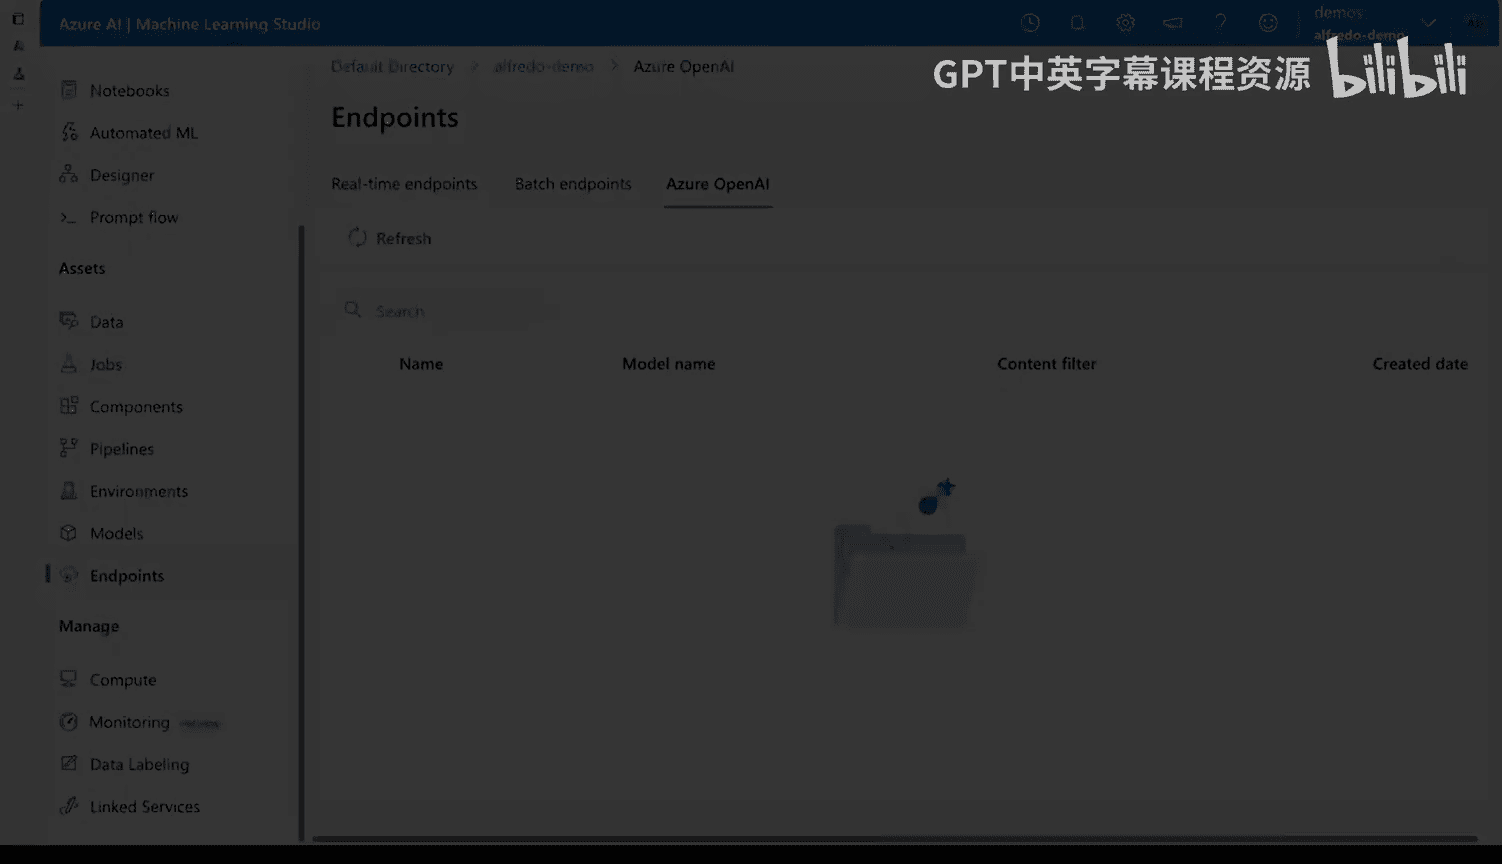 Azure AI | Machine Learning Studio
demos
alfredo-demo
GPT中英字幕课程资源 bilibili
Default Directory > alfredo-demo > Azure OpenAI
Endpoints
Real-time endpoints Batch endpoints Azure OpenAI
Refresh
Search
Name Model name Content filter Created date
Notebooks
Automated ML
Designer
Prompt flow
Assets
Data
Jobs
Components
Pipelines
Environments
Models
Endpoints
Manage
Compute
Monitoring PREVIEW
Data Labeling
Linked Services